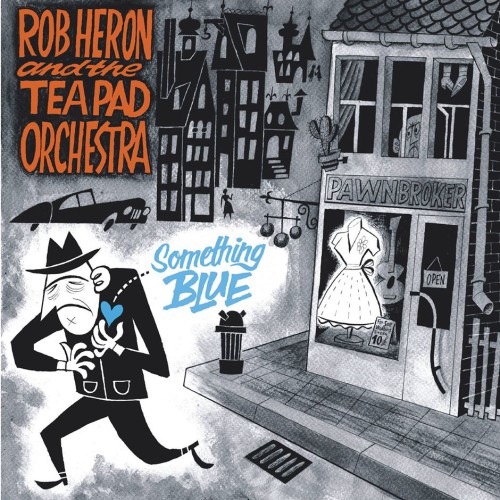 ROB HERON
and the
TEA PAD
ORCHESTRA
Something
BLUE
PAWNBROKER
OPEN
10¢